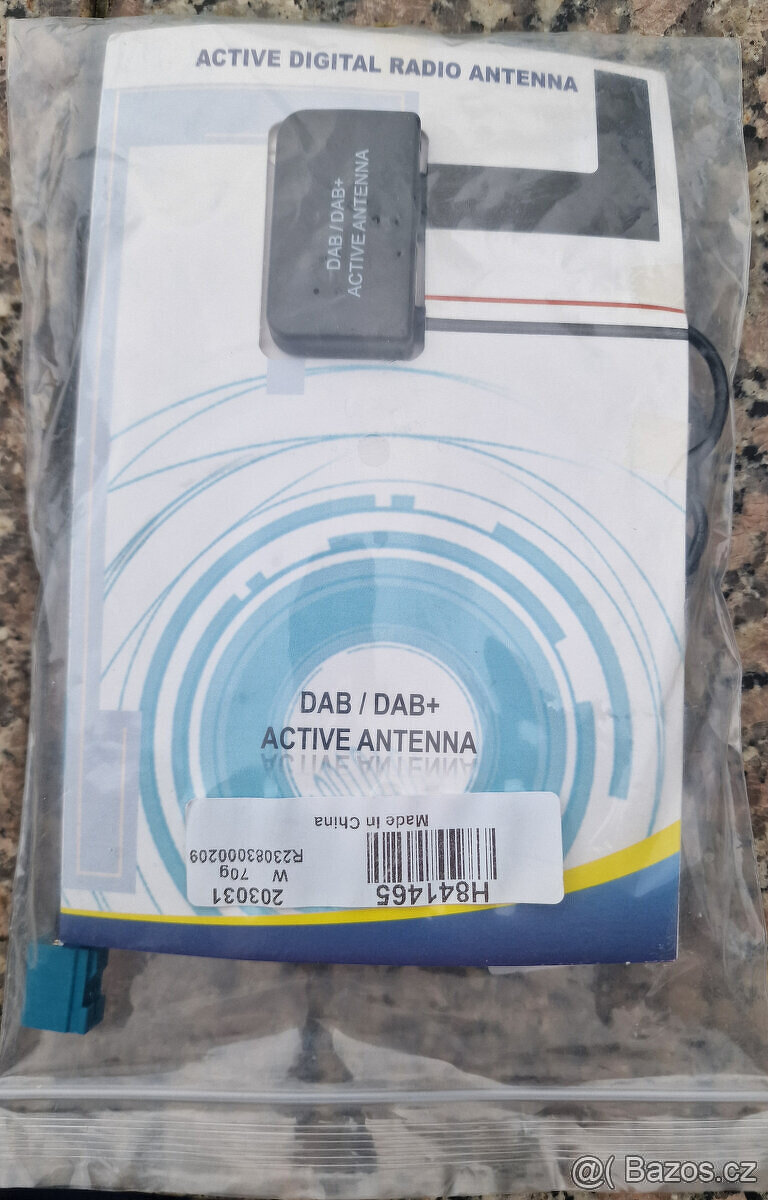 ACTIVE DIGITAL RADIO ANTENNA
DAB / DAB+
ACTIVE ANTENNA
DAB / DAB+
ACTIVE ANTENNA
H841465
203031
W 70g
R23083000209
Made in China
@( Bazos.cz